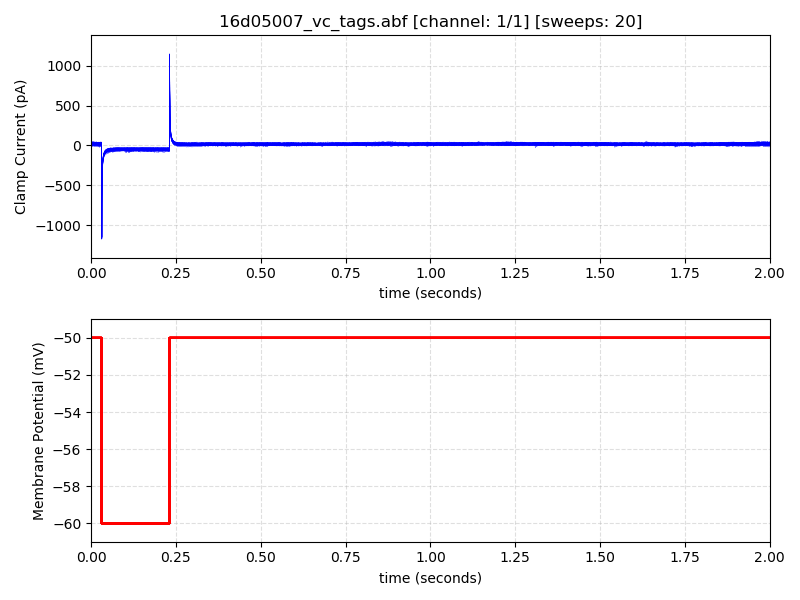 16d05007_vc_tags.abf [channel: 1/1] [sweeps: 20]
Clamp Current (pA)
1000
500
0
−500
−1000
0.00 0.25 0.50 0.75 1.00 1.25 1.50 1.75 2.00
time (seconds)
Membrane Potential (mV)
−50
−52
−54
−56
−58
−60
0.00 0.25 0.50 0.75 1.00 1.25 1.50 1.75 2.00
time (seconds)